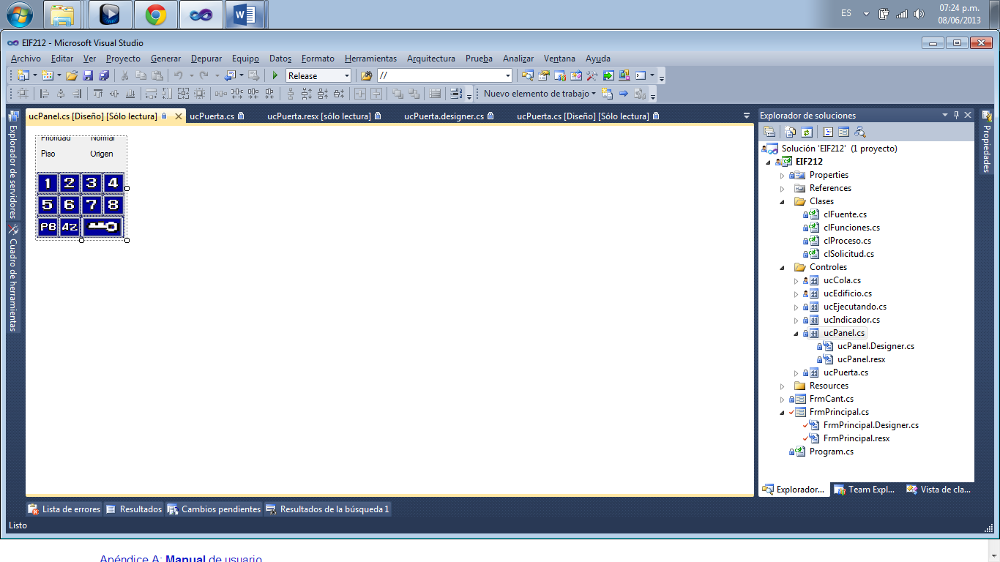 ES
07:24 p.m.
08/06/2013
EIF212 - Microsoft Visual Studio
Archivo Editar Ver Proyecto Generar Depurar Equipo Datos Formato Herramientas Arquitectura Prueba Analizar Ventana Ayuda
Release
//
Nuevo elemento de trabajo
ucPanel.cs [Diseño] [Sólo lectura]
ucPuerta.cs
ucPuerta.resx [sólo lectura]
ucPuerta.designer.cs
ucPuerta.cs [Diseño] [Sólo lectura]
Explorador de servidores
Cuadro de herramientas
Prioridad Normal
Piso Origen
1 2 3 4
5 6 7 8
PB AZ
Explorador de soluciones
Solución 'EIF212' (1 proyecto)
EIF212
Properties
References
Clases
clFuente.cs
clFunciones.cs
clProceso.cs
clSolicitud.cs
Controles
ucCola.cs
ucEdificio.cs
ucEjecutando.cs
ucIndicador.cs
ucPanel.cs
ucPanel.Designer.cs
ucPanel.resx
ucPuerta.cs
Resources
FrmCant.cs
FrmPrincipal.cs
FrmPrincipal.Designer.cs
FrmPrincipal.resx
Program.cs
Explorador... Team Expl... Vista de cla...
Propiedades
Lista de errores Resultados Cambios pendientes Resultados de la búsqueda 1
Listo
Apéndice A: Manual de usuario